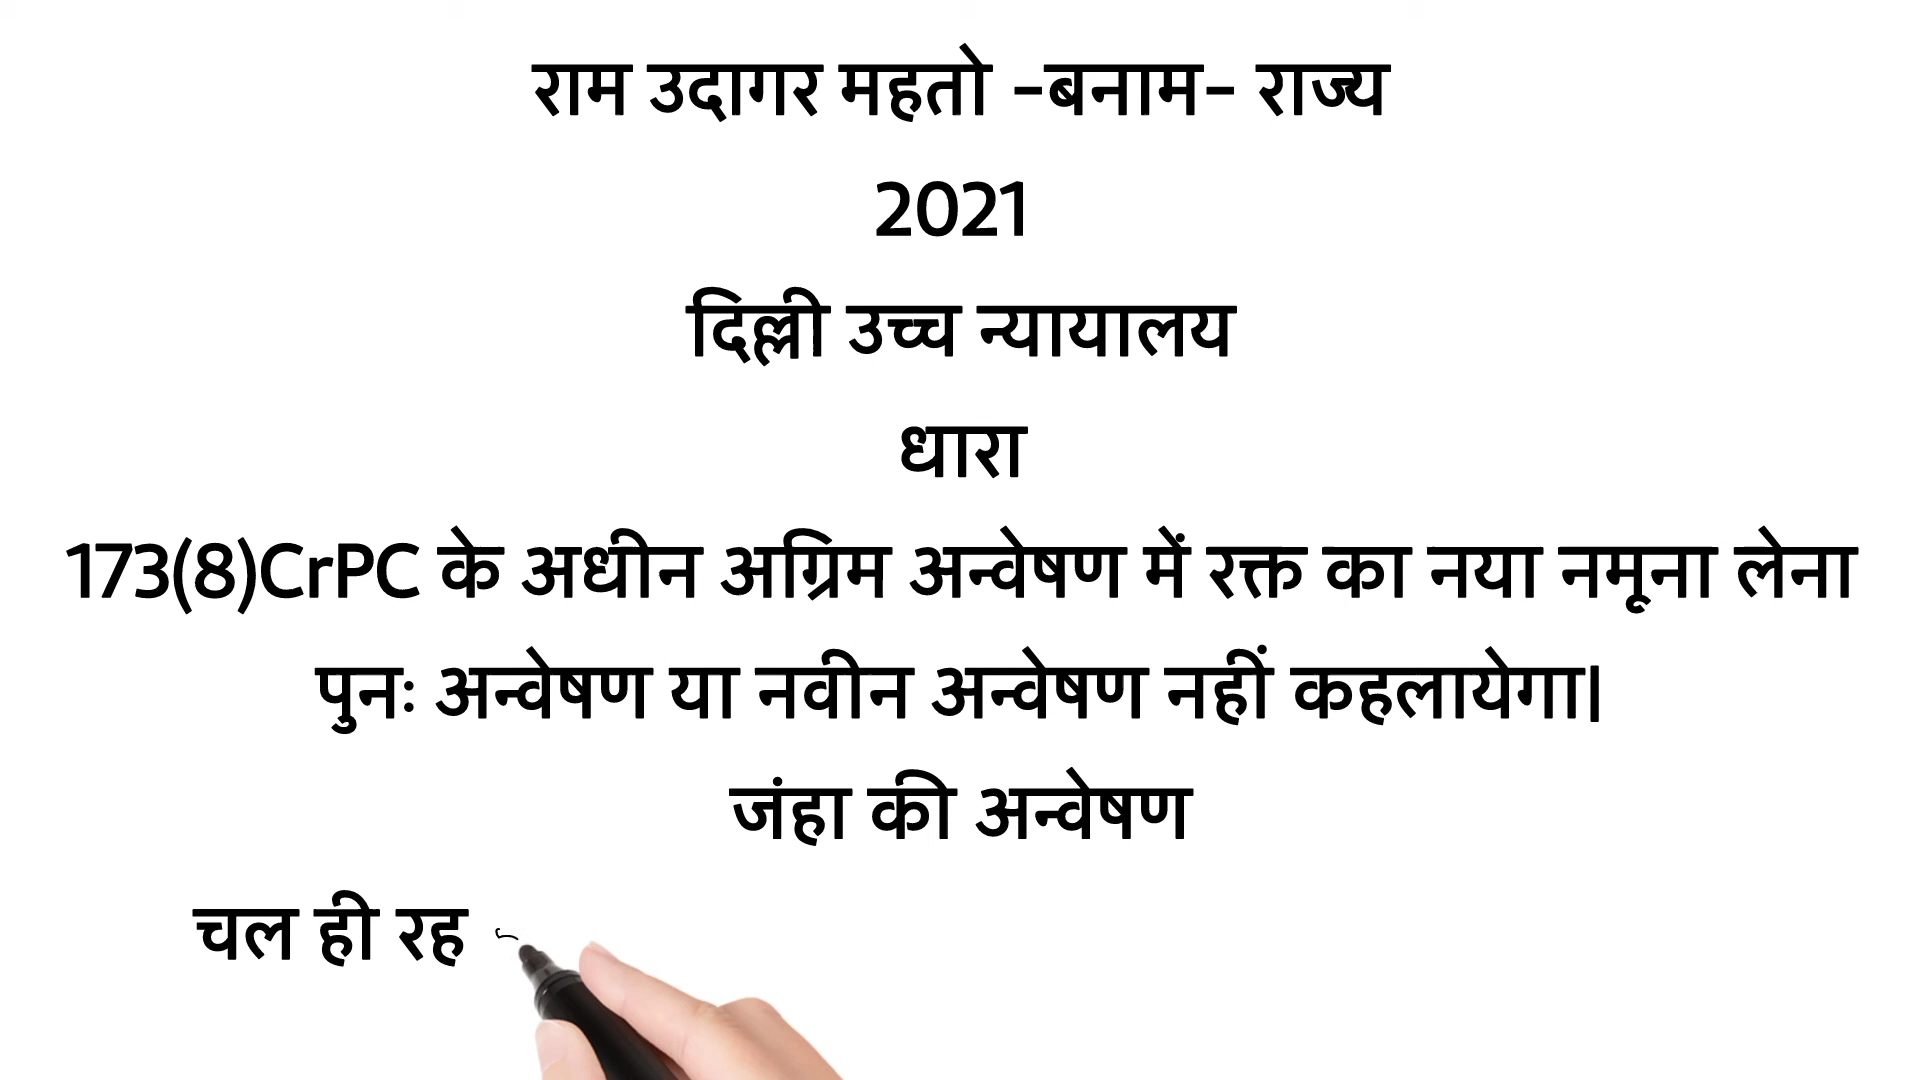 राम उदागर महतो -बनाम- राज्य
2021
दिल्ली उच्च न्यायालय
धारा
173(8)CrPC के अधीन अग्रिम अन्वेषण में रक्त का नया नमूना लेना
पुनः अन्वेषण या नवीन अन्वेषण नहीं कहलायेगा।
जंहा की अन्वेषण
चल ही रह